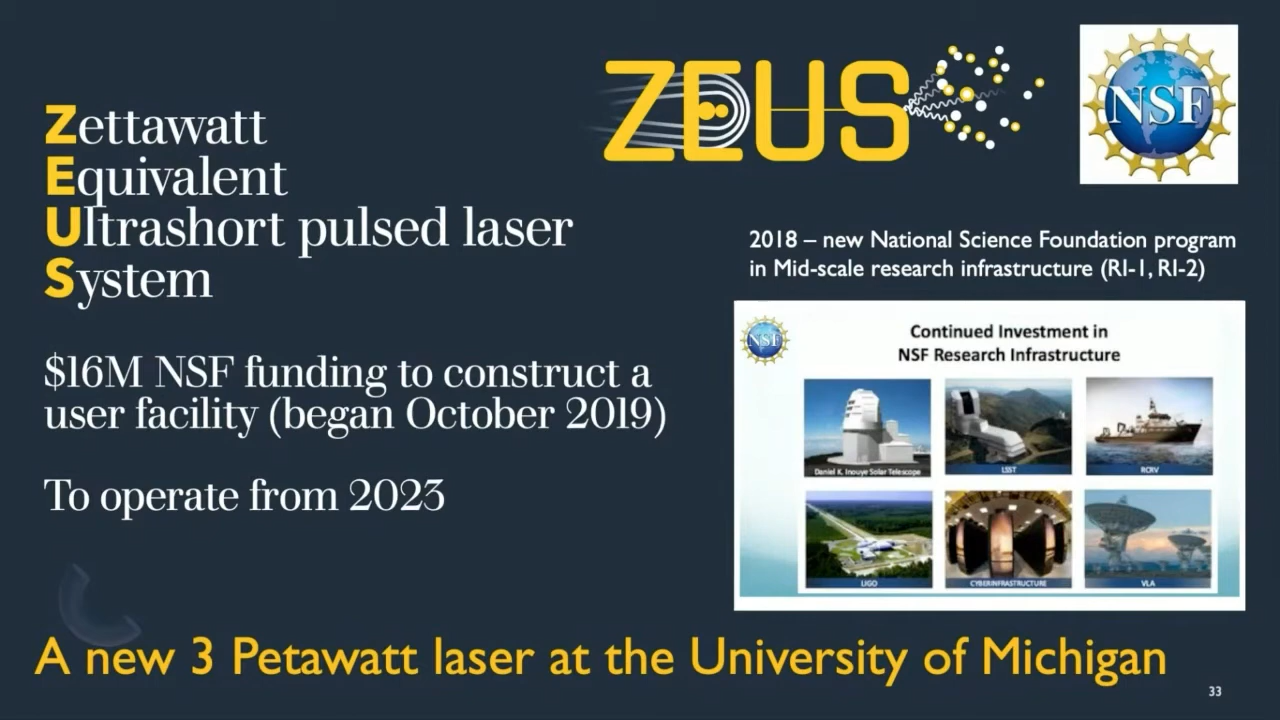 Zettawatt
Equivalent
Ultrashort pulsed laser
System
$16M NSF funding to construct a
user facility (began October 2019)
To operate from 2023
ZEUS
NSF
2018 – new National Science Foundation program
in Mid-scale research infrastructure (RI-1, RI-2)
NSF
Continued Investment in
NSF Research Infrastructure
Daniel K. Inouye Solar Telescope
LSST
RCRV
LIGO
CYBERINFRASTRUCTURE
VLA
A new 3 Petawatt laser at the University of Michigan
33